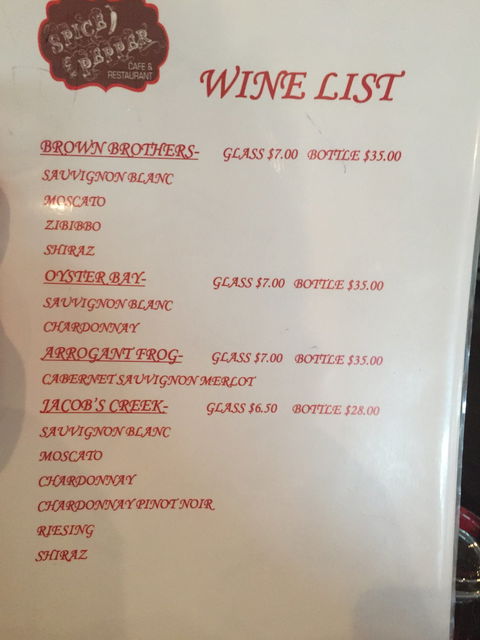 SPICE
& PEPPER
CAFE &
RESTAURANT
WINE LIST
BROWN BROTHERS- GLASS $7.00 BOTTLE $35.00
SAUVIGNON BLANC
MOSCATO
ZIBIBBO
SHIRAZ
OYSTER BAY- GLASS $7.00 BOTTLE $35.00
SAUVIGNON BLANC
CHARDONNAY
ARROGANT FROG- GLASS $7.00 BOTTLE $35.00
CABERNET SAUVIGNON MERLOT
JACOB'S CREEK- GLASS $6.50 BOTTLE $28.00
SAUVIGNON BLANC
MOSCATO
CHARDONNAY
CHARDONNAY PINOT NOIR
RIESING
SHIRAZ